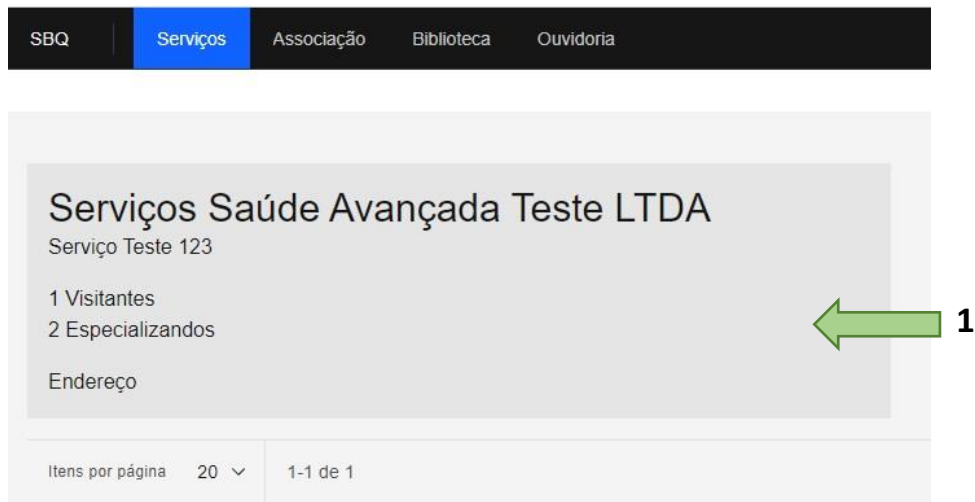 SBQ Serviços Associação Biblioteca Ouvidoria
Serviços Saúde Avançada Teste LTDA
Serviço Teste 123
1 Visitantes
2 Especializandos
1
Endereço
Itens por página 20 1-1 de 1